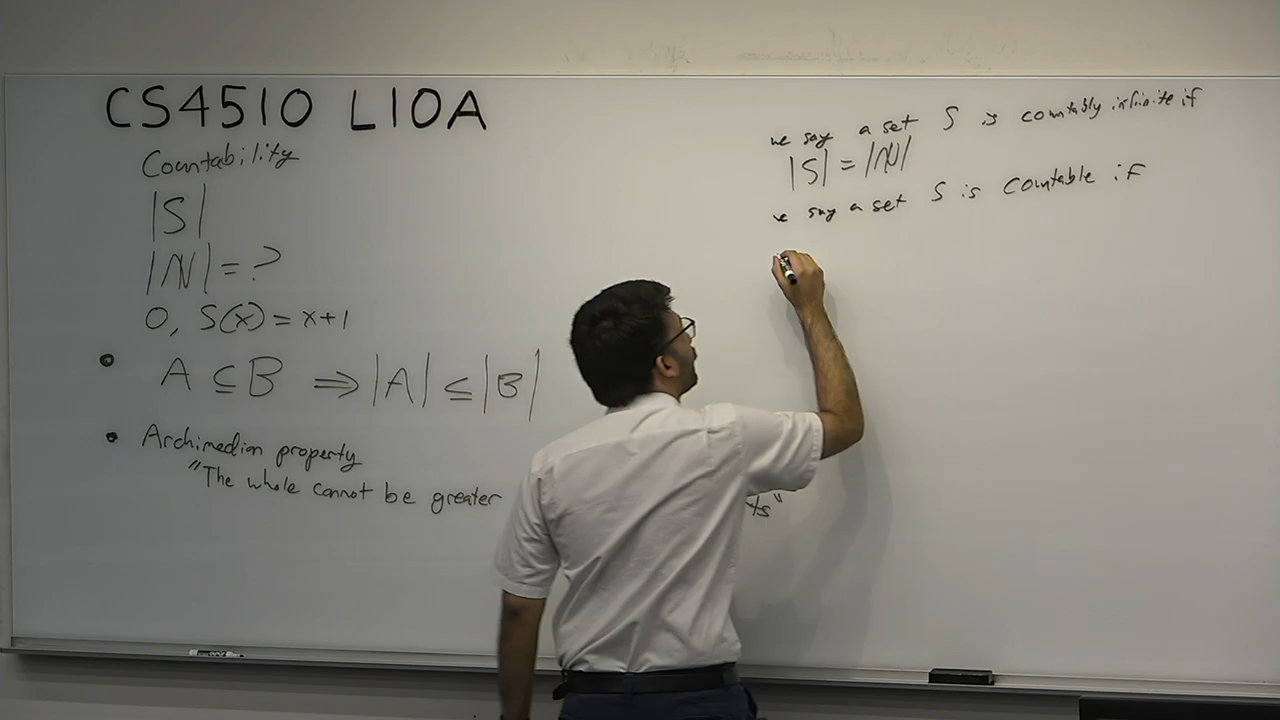 CS4510 L10A
Countability
|S|
|ℕ| = ?
0, S(x) = x+1
• A ⊆ B ⇒ |A| ≤ |B|
• Archimedian property
"The whole cannot be greater
we say a set S is countably infinite if
|S| = |ℕ|
we say a set S is countable if